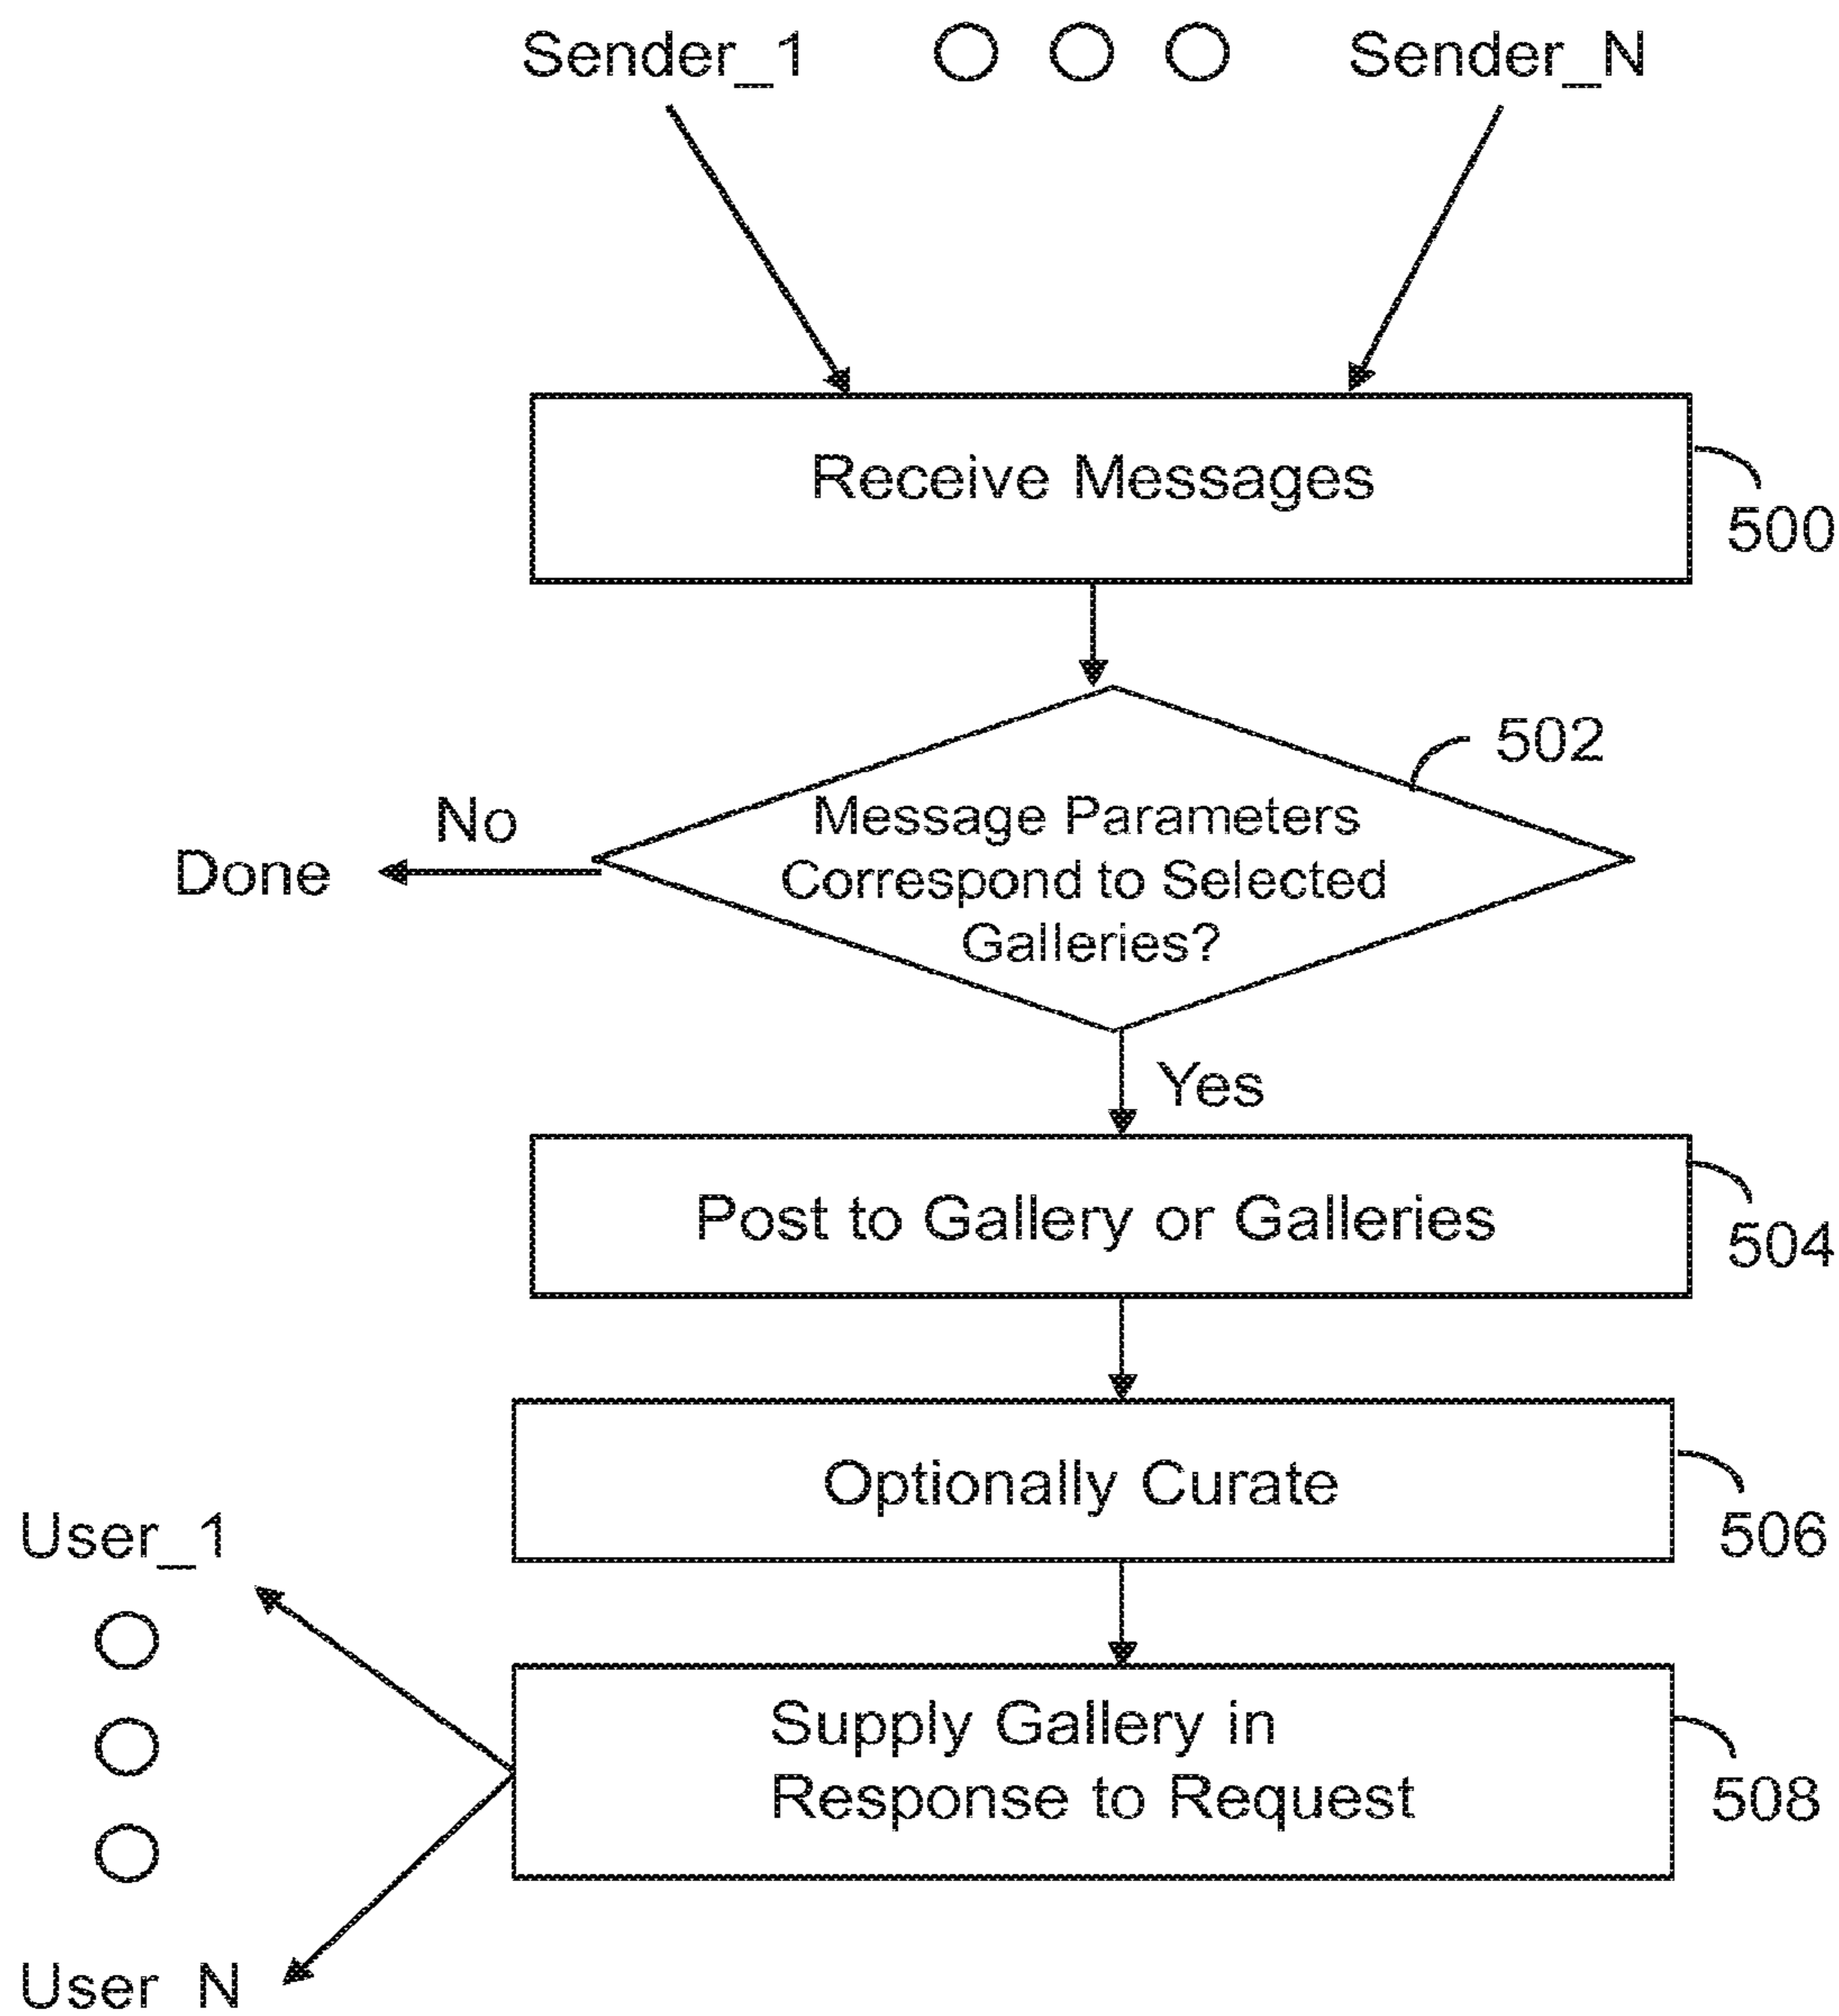 Sender_1 Sender_N
Receive Messages
500
502
Message Parameters
Correspond to Selected
Galleries?
No
Done
Yes
Post to Gallery or Galleries
504
Optionally Curate
506
User_1
Supply Gallery in
Response to Request
508
User_N